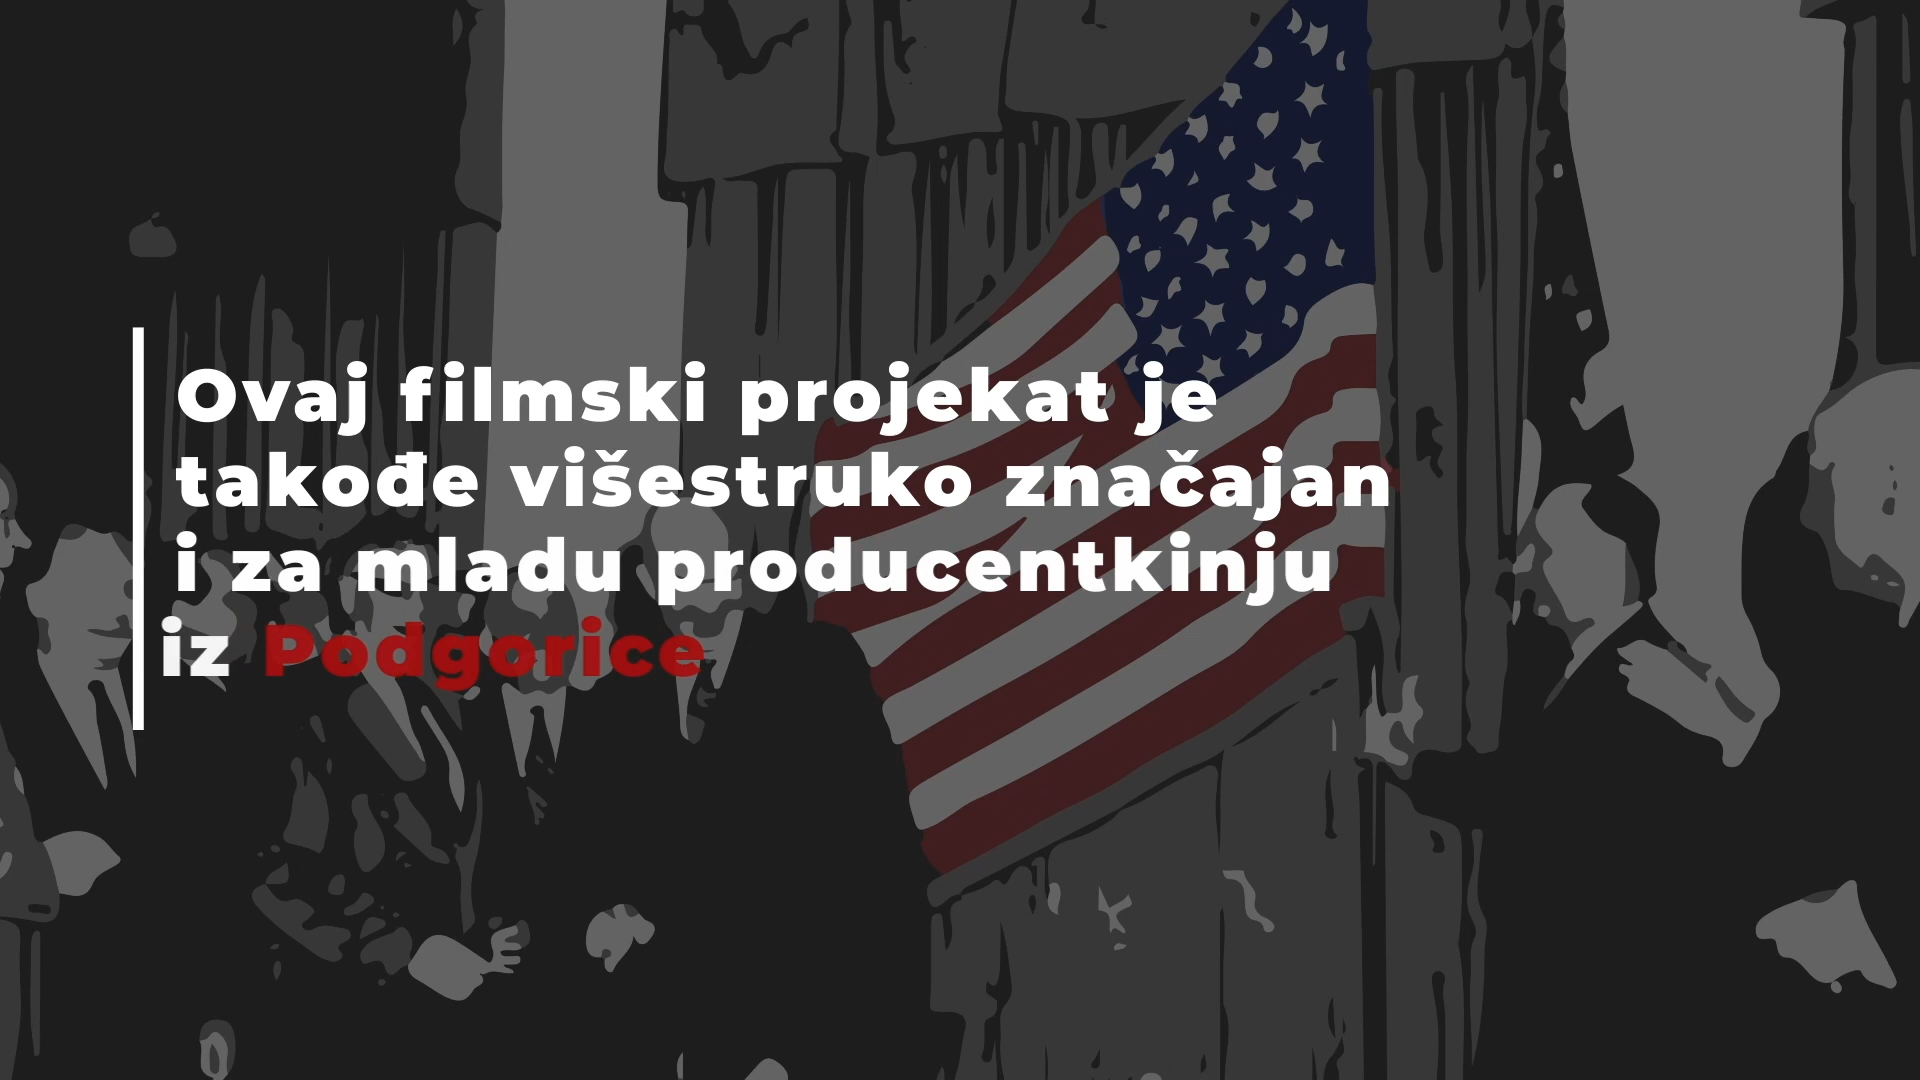 Ovaj filmski projekat je
takođe višestruko značajan
i za mladu producentkinju
iz Podgorice